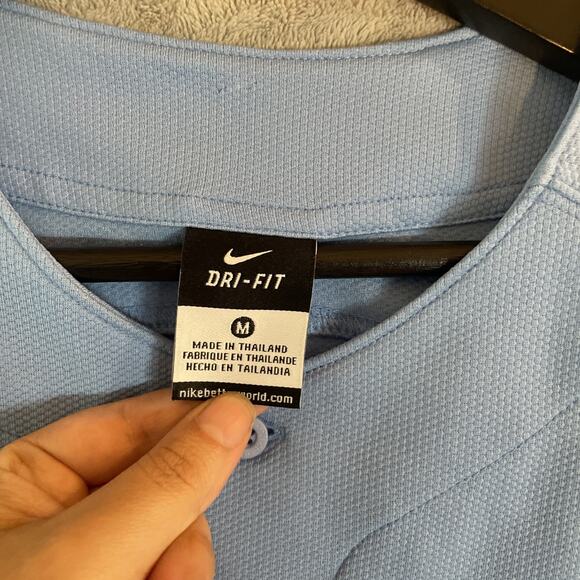 DRI-FIT
M
MADE IN THAILAND
FABRIQUE EN THAILANDE
HECHO EN TAILANDIA